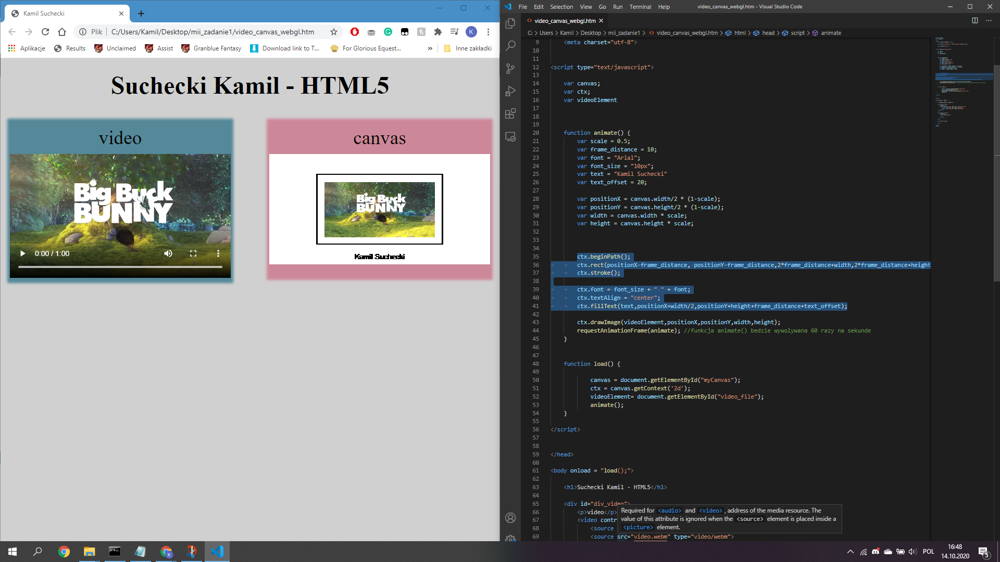 Kamil Suchecki
Plik
C:/Users/Kamil/Desktop/mii_zadanie1/video_canvas_webgl.htm
K
Aplikacje
Results
Unclaimed
Assist
Granblue Fantasy
Download link to T...
For Glorious Equest...
»
Inne zakładki
Suchecki Kamil - HTML5
video
Big Buck
BUNNY
0:00 / 1:00
canvas
Big Buck
BUNNY
Kamil Suchecki
File Edit Selection View Go Run Terminal Help
video_canvas_webgl.htm - Visual Studio Code
video_canvas_webgl.htm
C: > Users > Kamil > Desktop > mii_zadanie1 > video_canvas_webgl.htm > html > head > script > animate
9 <meta charset="utf-8">
10
11
12 <script type="text/javascript">
13
14 var canvas;
15 var ctx;
16 var videoElement
17
18
19
20 function animate() {
21 var scale = 0.5;
22 var frame_distance = 10;
23 var font = "Arial";
24 var font_size = "10px";
25 var text = "Kamil Suchecki"
26 var text_offset = 20;
27
28 var positionX = canvas.width/2 * (1-scale);
29 var positionY = canvas.height/2 * (1-scale);
30 var width = canvas.width * scale;
31 var height = canvas.height * scale;
32
33
34
35 ctx.beginPath();
36 ctx.rect(positionX-frame_distance, positionY-frame_distance,2*frame_distance+width,2*frame_distance+height
37 ctx.stroke();
38
39 ctx.font = font_size + " " + font;
40 ctx.textAlign = "center";
41 ctx.fillText(text,positionX+width/2,positionY+height+frame_distance+text_offset);
42
43 ctx.drawImage(videoElement,positionX,positionY,width,height);
44 requestAnimationFrame(animate); //funkcja animate() bedzie wywolywana 60 razy na sekunde
45 }
46
47
48 function load() {
49
50 canvas = document.getElementById("myCanvas");
51 ctx = canvas.getContext('2d');
52 videoElement= document.getElementById("video_file");
53 animate();
54 }
55
56 </script>
57
58
59 </head>
60
61 <body onload = "load();">
62
63 <h1>Suchecki Kamil - HTML5</h1>
64
65 <div id="div_video">
66 <p>video</p>
67 <video contr
68 <source
69 <source src="video.webm" type="video/webm">
Required for <audio> and <video>, address of the media resource. The
value of this attribute is ignored when the <source> element is placed inside a
<picture> element.
K
POL
16:48
14.10.2020
5